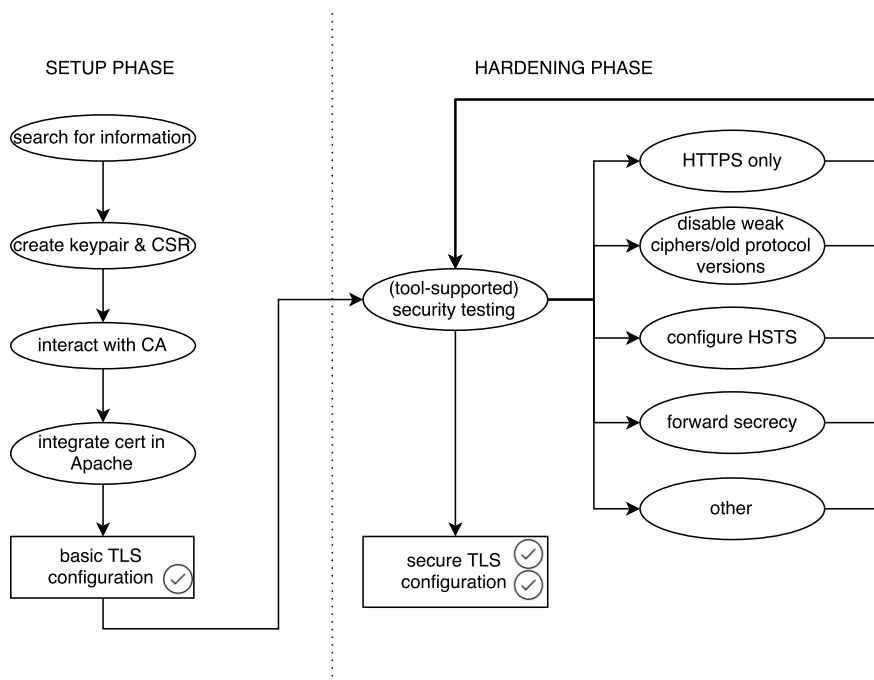 SETUP PHASE
search for information
create keypair & CSR
interact with CA
integrate cert in
Apache
basic TLS
configuration
HARDENING PHASE
(tool-supported)
security testing
secure TLS
configuration
HTTPS only
disable weak
ciphers/old protocol
versions
configure HSTS
forward secrecy
other